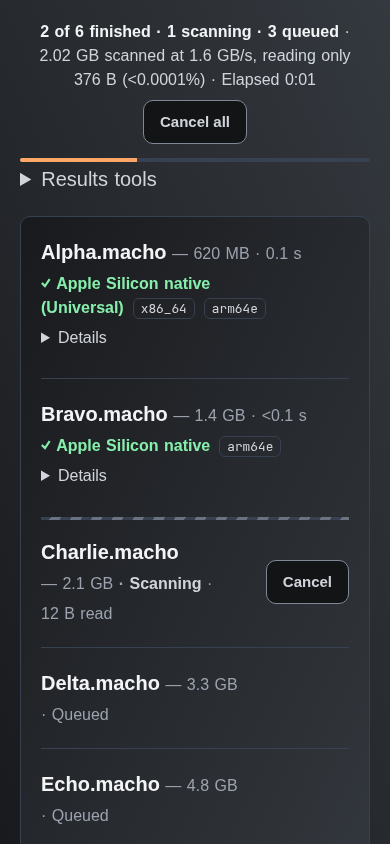 2 of 6 finished · 1 scanning · 3 queued ·
2.02 GB scanned at 1.6 GB/s, reading only
376 B (<0.0001%) · Elapsed 0:01
Cancel all
Results tools
Alpha.macho — 620 MB · 0.1 s
Apple Silicon native
(Universal) x86_64 arm64e
Details
Bravo.macho — 1.4 GB · <0.1 s
Apple Silicon native arm64e
Details
Charlie.macho
— 2.1 GB · Scanning ·
12 B read
Cancel
Delta.macho — 3.3 GB
· Queued
Echo.macho — 4.8 GB
· Queued